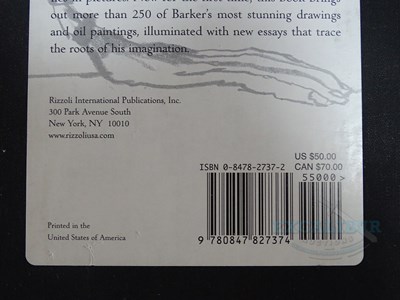 out more than 250 of Barker's most stunning drawings
and oil paintings, illuminated with new essays that trace
the roots of his imagination.
Rizzoli International Publications, Inc.
300 Park Avenue South
New York, NY 10010
www.rizzoliusa.com
US $50.00
ISBN 0-8478-2737-2 CAN $70.00
55000>
9 780847 827374
Printed in the
United States of America